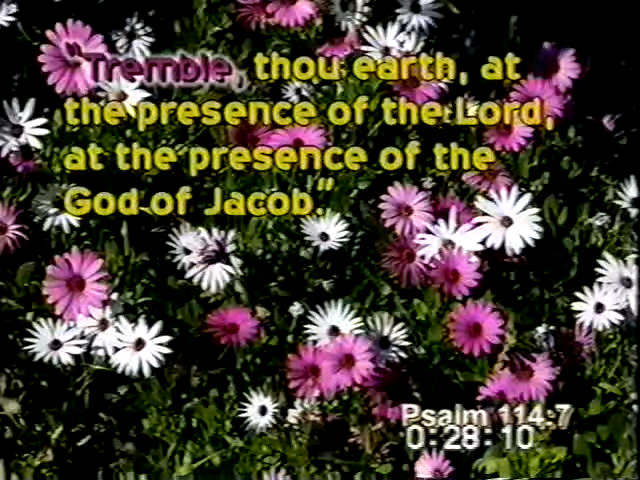 "Tremble, thou earth, at
the presence of the Lord,
at the presence of the
God of Jacob."
Psalm 114:7
0:28:10